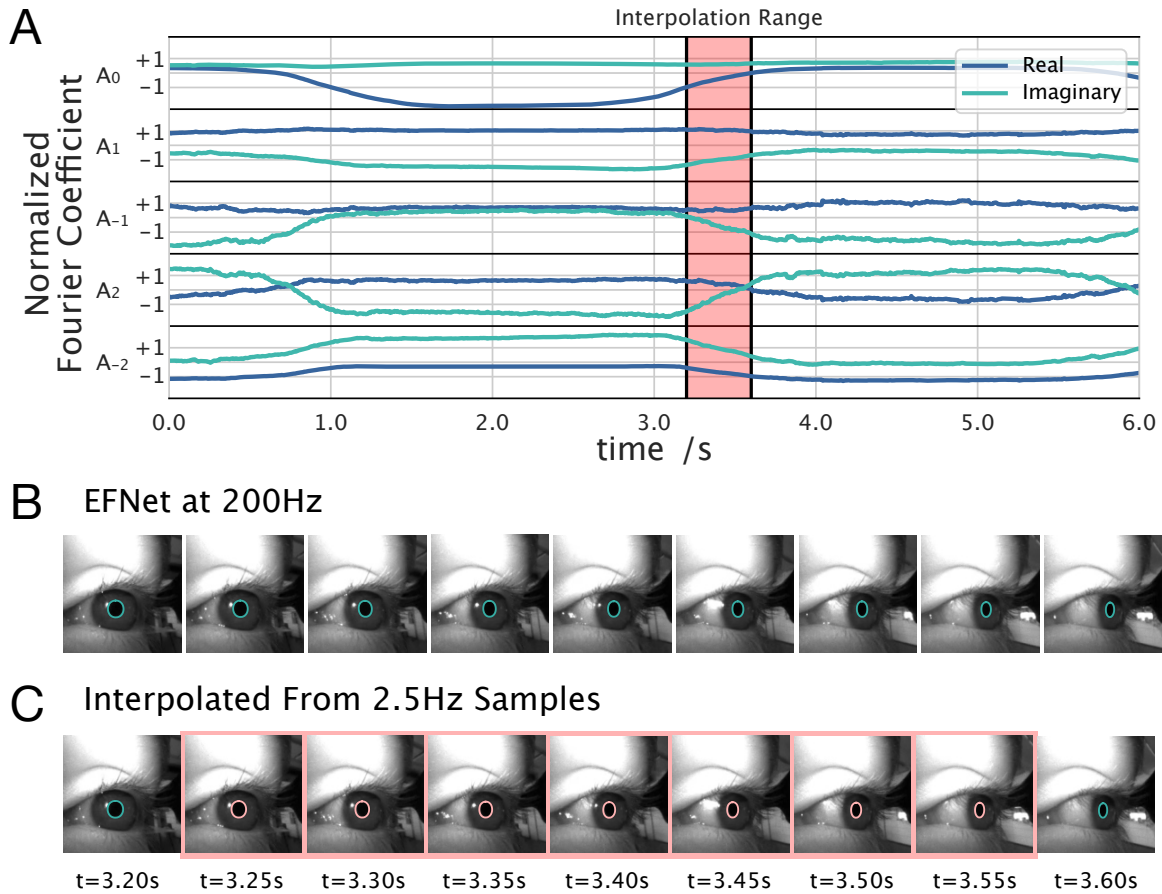 A
Interpolation Range
Normalized
Fourier Coefficient
A0
+1
−1
Real
Imaginary
A1
+1
−1
A−1
+1
−1
A2
+1
−1
A−2
+1
−1
0.0 1.0 2.0 3.0 4.0 5.0 6.0
time /s
B EFNet at 200Hz
C Interpolated From 2.5Hz Samples
t=3.20s t=3.25s t=3.30s t=3.35s t=3.40s t=3.45s t=3.50s t=3.55s t=3.60s